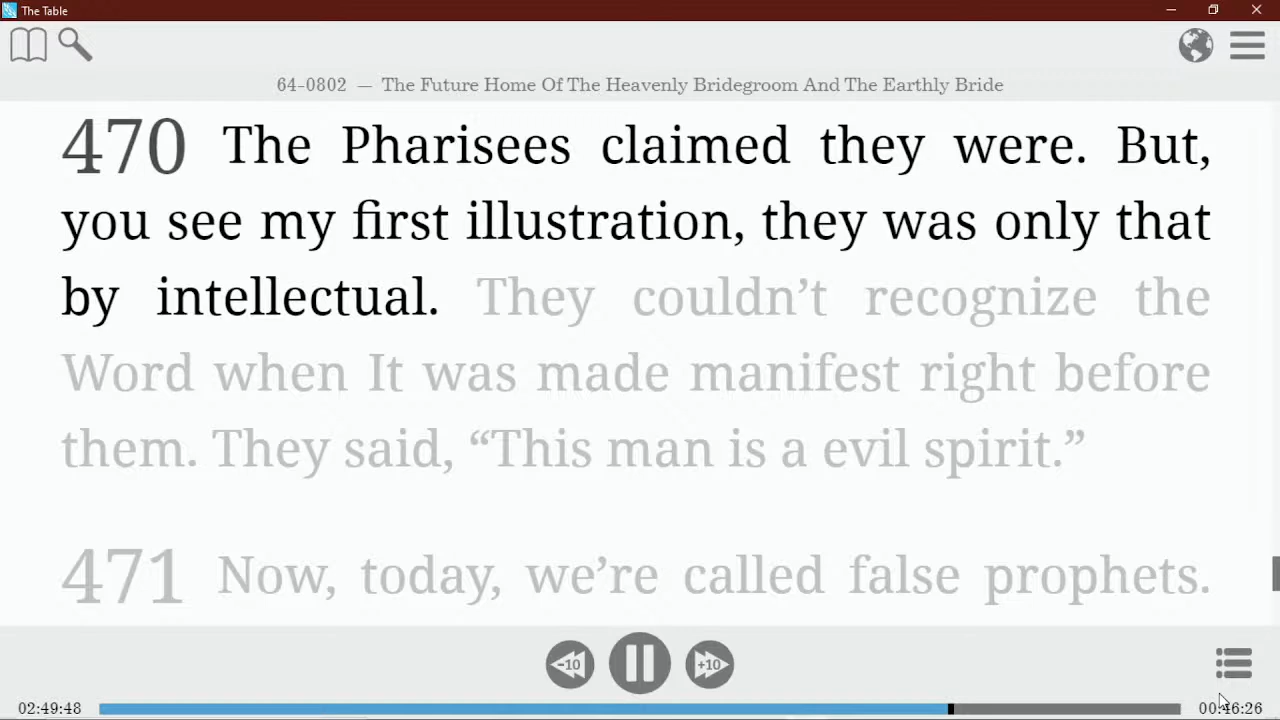 The Table
64-0802 — The Future Home Of The Heavenly Bridegroom And The Earthly Bride
470 The Pharisees claimed they were. But,
you see my first illustration, they was only that
by intellectual. They couldn’t recognize the
Word when It was made manifest right before
them. They said, “This man is a evil spirit.”
471 Now, today, we’re called false prophets.
-10 +10
02:49:48 00:46:26